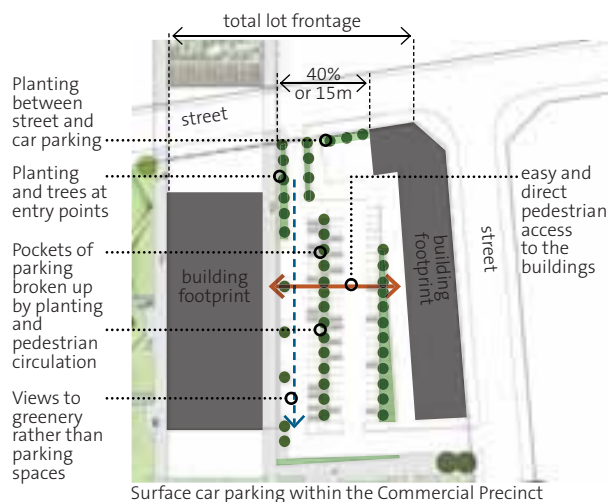 total lot frontage
40%
or 15m
street
Planting
between
street and
car parking
Planting
and trees at
entry points
Pockets of
parking
broken up
by planting
and
pedestrian
circulation
Views to
greenery
rather than
parking
spaces
building
footprint
building
footprint
street
easy and
direct
pedestrian
access
to the
buildings
Surface car parking within the Commercial Precinct